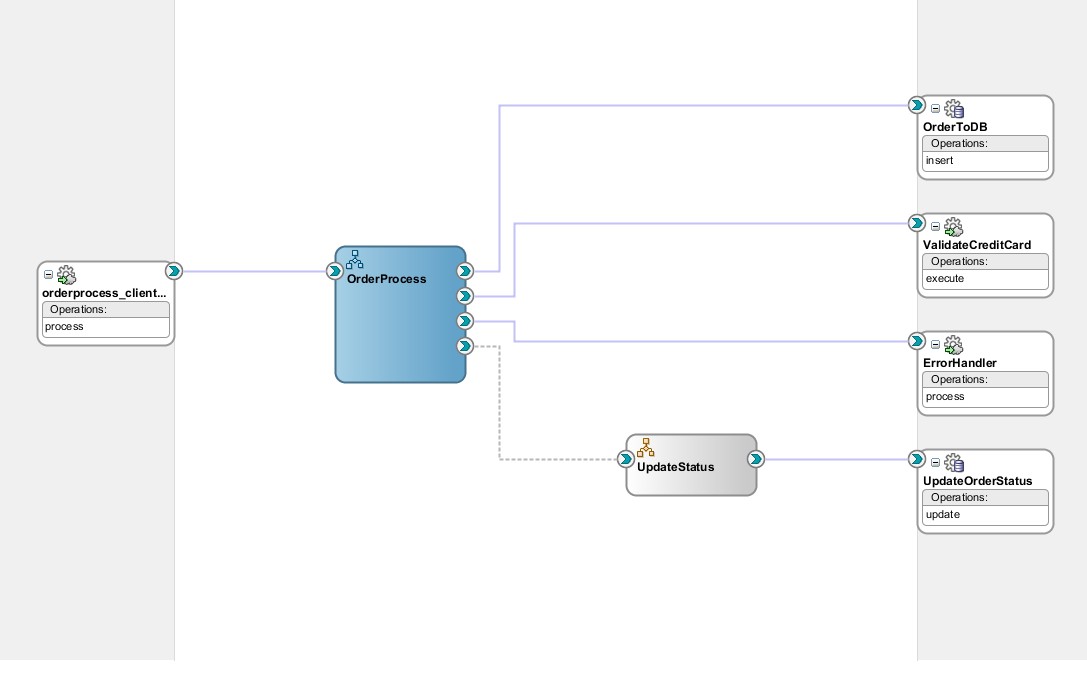 orderprocess_client...
Operations:
process
OrderProcess
UpdateStatus
OrderToDB
Operations:
insert
ValidateCreditCard
Operations:
execute
ErrorHandler
Operations:
process
UpdateOrderStatus
Operations:
update